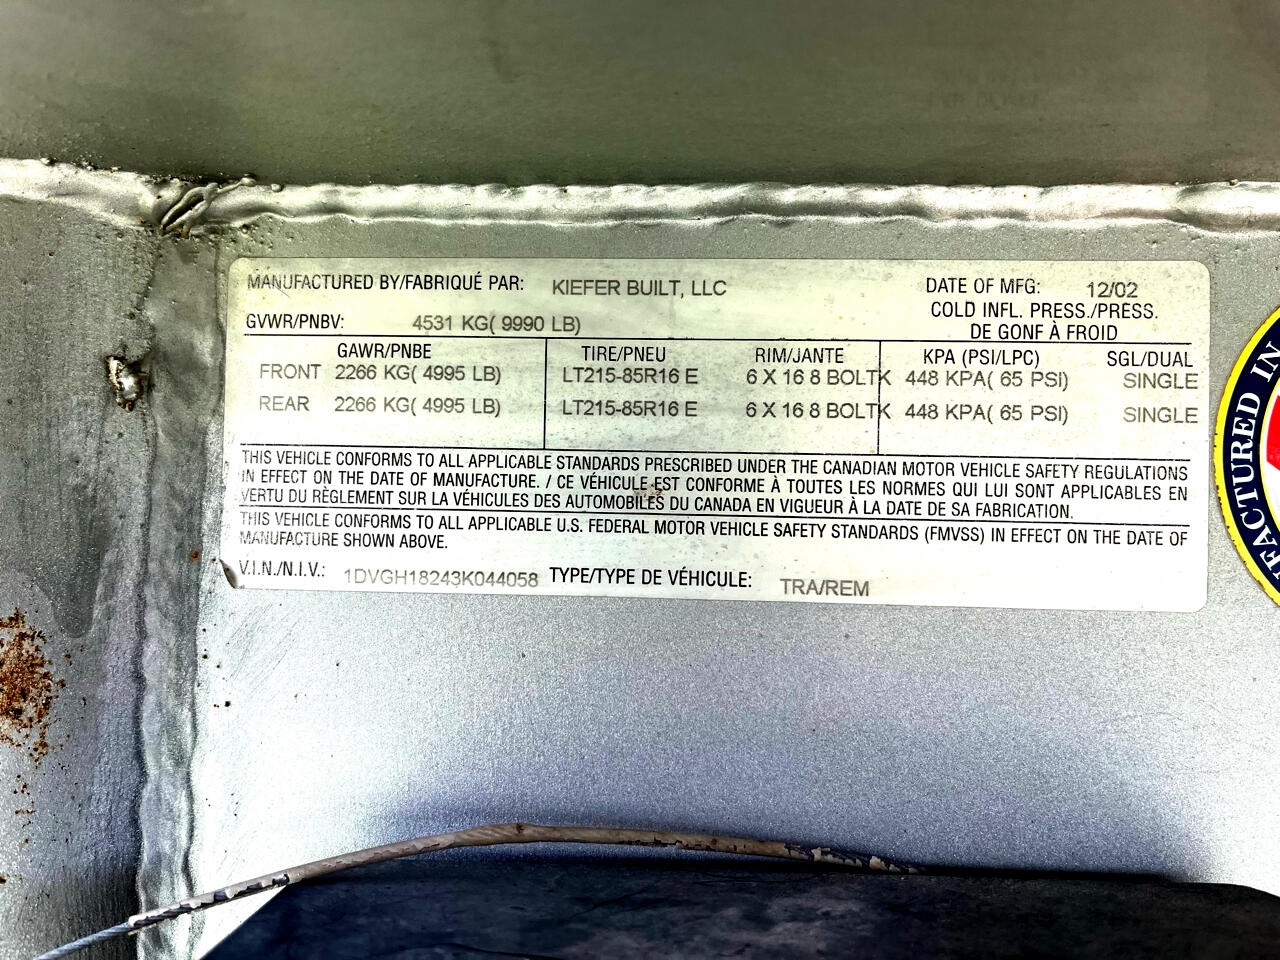 MANUFACTURED BY/FABRIQUÉ PAR: KIEFER BUILT, LLC DATE OF MFG: 12/02
COLD INFL. PRESS./PRESS.
GVWR/PNBV: 4531 KG( 9990 LB) DE GONF À FROID
GAWR/PNBE TIRE/PNEU RIM/JANTE KPA (PSI/LPC) SGL/DUAL
FRONT 2266 KG( 4995 LB) LT215-85R16 E 6 X 16 8 BOLTK 448 KPA( 65 PSI) SINGLE
REAR 2266 KG( 4995 LB) LT215-85R16 E 6 X 16 8 BOLTK 448 KPA( 65 PSI) SINGLE
THIS VEHICLE CONFORMS TO ALL APPLICABLE STANDARDS PRESCRIBED UNDER THE CANADIAN MOTOR VEHICLE SAFETY REGULATIONS
IN EFFECT ON THE DATE OF MANUFACTURE. / CE VÉHICULE EST CONFORME À TOUTES LES NORMES QUI LUI SONT APPLICABLES EN
VERTU DU RÈGLEMENT SUR LA VÉHICULES DES AUTOMOBILES DU CANADA EN VIGUEUR À LA DATE DE SA FABRICATION.
THIS VEHICLE CONFORMS TO ALL APPLICABLE U.S. FEDERAL MOTOR VEHICLE SAFETY STANDARDS (FMVSS) IN EFFECT ON THE DATE OF
MANUFACTURE SHOWN ABOVE.
V.I.N./N.I.V.: 1DVGH18243K044058 TYPE/TYPE DE VÉHICULE: TRA/REM
UFACTURED IN